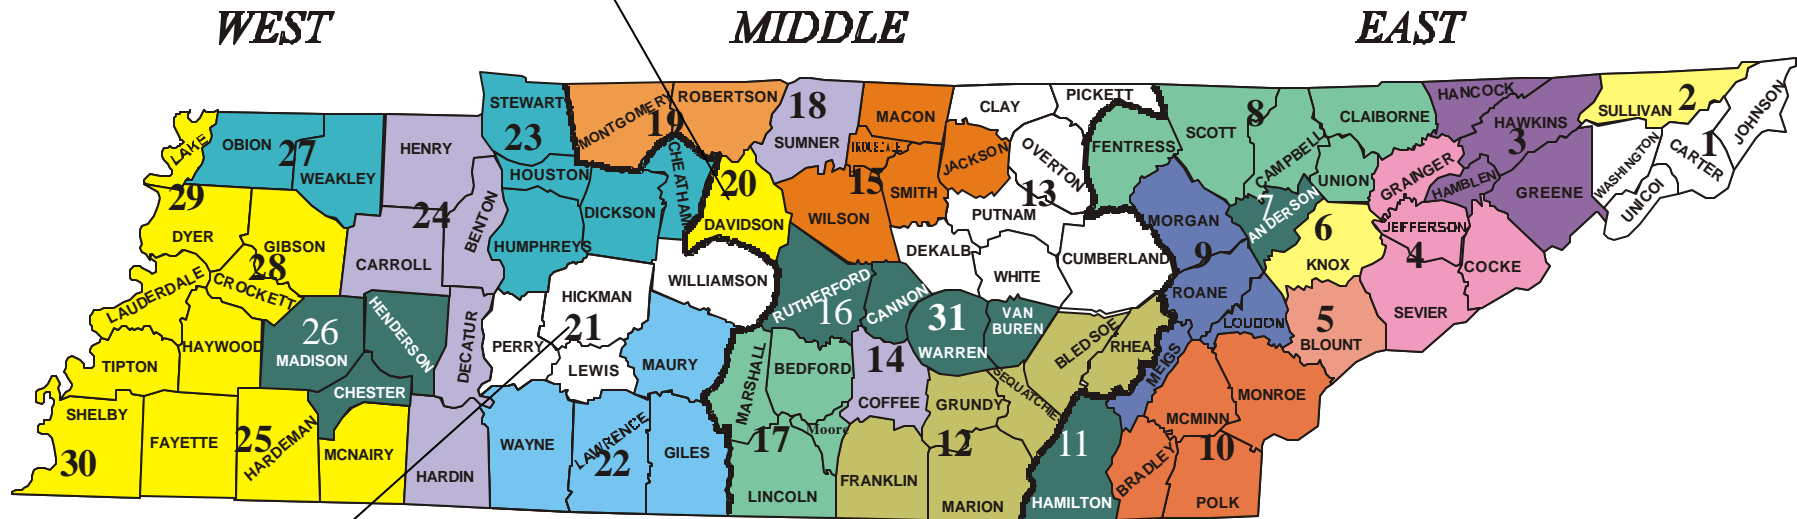 WEST
MIDDLE
EAST
LAKE
OBION
27
WEAKLEY
HENRY
STEWART
23
MONTGOMERY
19
ROBERTSON
18
SUMNER
MACON
TROUSDALE
CLAY
PICKETT
JACKSON
OVERTON
FENTRESS
SCOTT
8
CAMPBELL
CLAIBORNE
HANCOCK
HAWKINS
3
SULLIVAN
2
JOHNSON
1
CARTER
WASHINGTON
UNICOI
GREENE
HAMBLEN
GRAINGER
UNION
HOUSTON
CHEATHAM
20
DAVIDSON
15
SMITH
WILSON
13
PUTNAM
29
DYER
GIBSON
28
24
BENTON
CARROLL
HUMPHREYS
DICKSON
WILLIAMSON
DEKALB
WHITE
CUMBERLAND
MORGAN
9
7
ANDERSON
6
KNOX
JEFFERSON
4
COCKE
SEVIER
LAUDERDALE
CROCKETT
HICKMAN
21
RUTHERFORD
16
CANNON
31
WARREN
VAN
BUREN
ROANE
LOUDON
5
BLOUNT
26
MADISON
HENDERSON
DECATUR
PERRY
LEWIS
MAURY
MARSHALL
BEDFORD
14
COFFEE
GRUNDY
SEQUATCHIE
BLEDSOE
RHEA
MEIGS
MONROE
MCMINN
TIPTON
HAYWOOD
CHESTER
SHELBY
30
FAYETTE
25
HARDEMAN
MCNAIRY
HARDIN
WAYNE
LAWRENCE
22
GILES
17
Moore
LINCOLN
FRANKLIN
12
MARION
11
HAMILTON
BRADLEY
10
POLK